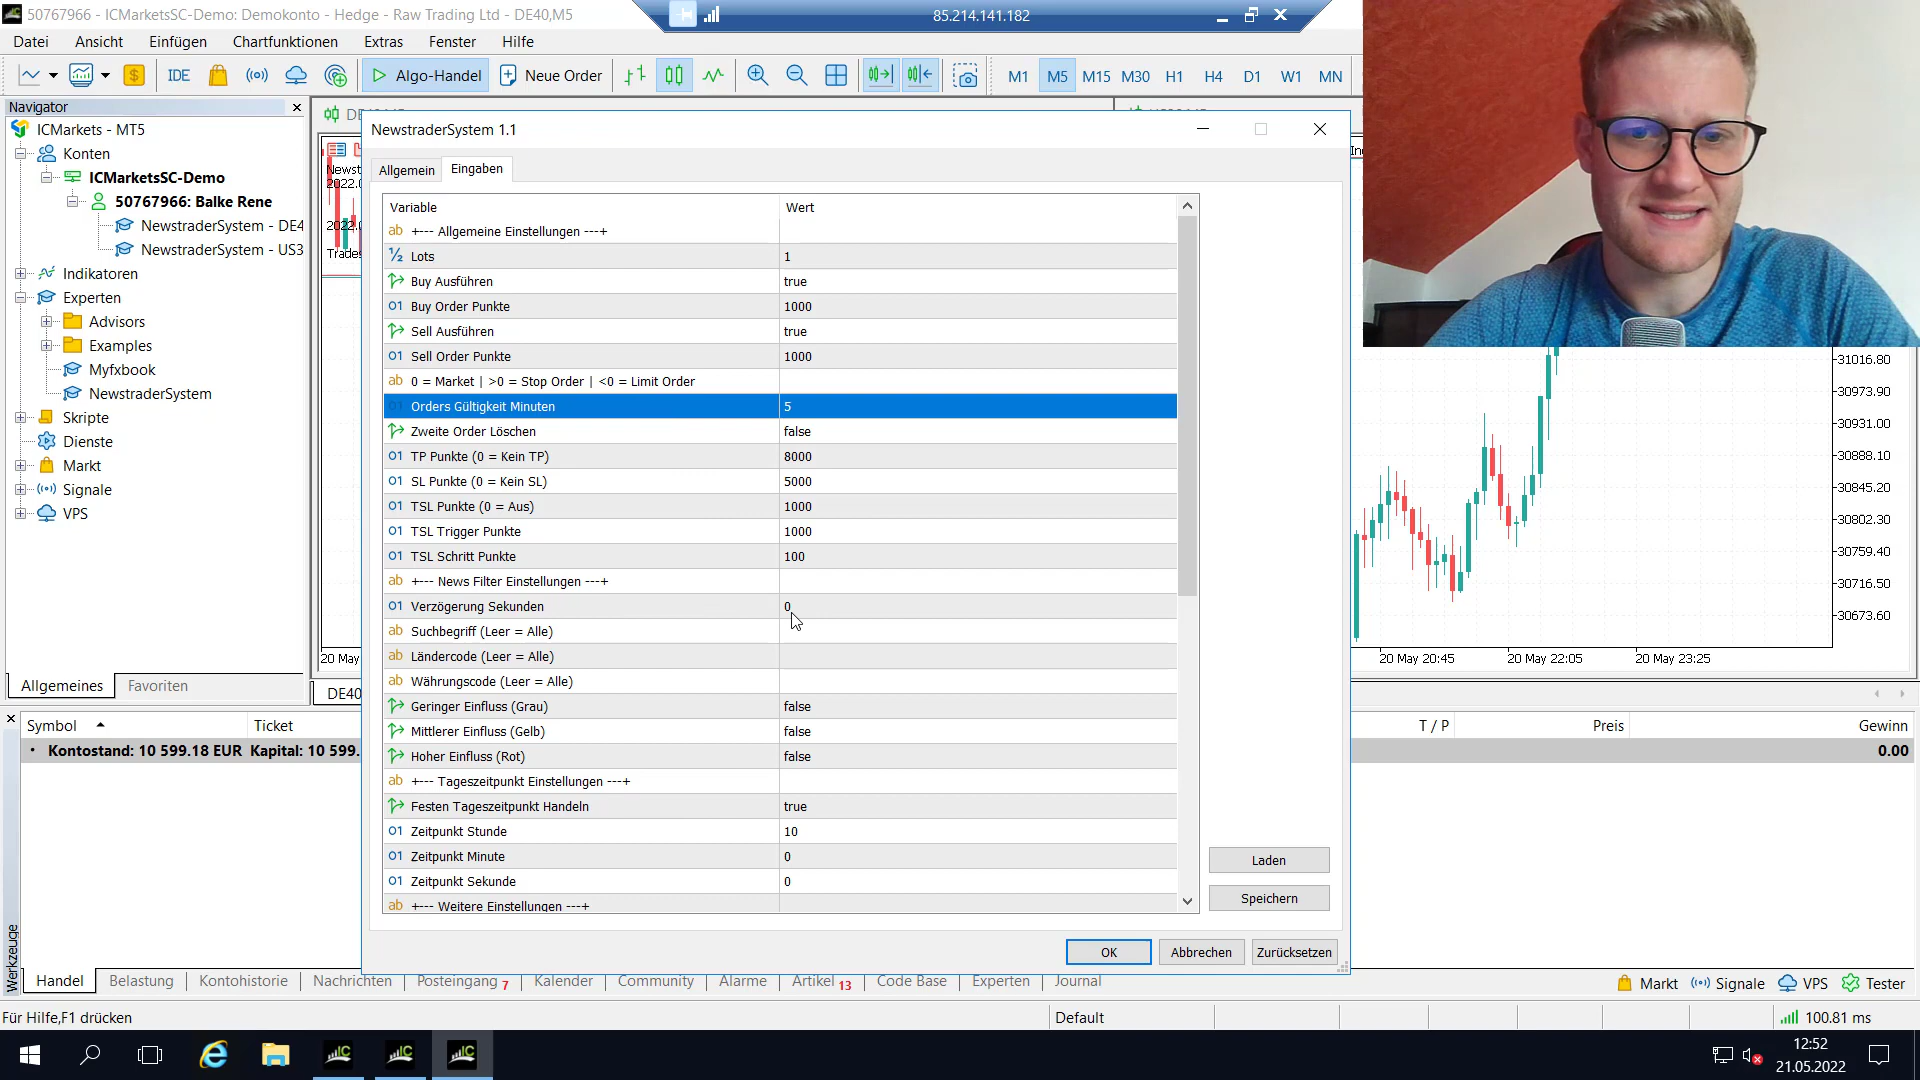 50767966 - ICMarketsSC-Demo: Demokonto - Hedge - Raw Trading Ltd - DE40,M5
85.214.141.182
Datei Ansicht Einfügen Chartfunktionen Extras Fenster Hilfe
IDE Algo-Handel Neue Order M1 M5 M15 M30 H1 H4 D1 W1 MN
Navigator
ICMarkets - MT5
Konten
ICMarketsSC-Demo
50767966: Balke Rene
NewstraderSystem - DE4
NewstraderSystem - US3
Indikatoren
Experten
Advisors
Examples
Myfxbook
NewstraderSystem
Skripte
Dienste
Markt
Signale
VPS
Allgemeines Favoriten
NewstraderSystem 1.1
Allgemein Eingaben
Variable Wert
+--- Allgemeine Einstellungen ---+
Lots 1
Buy Ausführen true
Buy Order Punkte 1000
Sell Ausführen true
Sell Order Punkte 1000
0 = Market | >0 = Stop Order | <0 = Limit Order
Orders Gültigkeit Minuten 5
Zweite Order Löschen false
TP Punkte (0 = Kein TP) 8000
SL Punkte (0 = Kein SL) 5000
TSL Punkte (0 = Aus) 1000
TSL Trigger Punkte 1000
TSL Schritt Punkte 100
+--- News Filter Einstellungen ---+
Verzögerung Sekunden 0
Suchbegriff (Leer = Alle)
Ländercode (Leer = Alle)
Währungscode (Leer = Alle)
Geringer Einfluss (Grau) false
Mittlerer Einfluss (Gelb) false
Hoher Einfluss (Rot) false
+--- Tageszeitpunkt Einstellungen ---+
Festen Tageszeitpunkt Handeln true
Zeitpunkt Stunde 10
Zeitpunkt Minute 0
Zeitpunkt Sekunde 0
+--- Weitere Einstellungen ---+
Laden
Speichern
OK Abbrechen Zurücksetzen
31016.80
30973.90
30931.00
30888.10
30845.20
30802.30
30759.40
30716.50
30673.60
20 May 20 May 20:45 20 May 22:05 20 May 23:25
DE40
Symbol Ticket T / P Preis Gewinn
Kontostand: 10 599.18 EUR Kapital: 10 599. 0.00
Werkzeuge
Handel Belastung Kontohistorie Nachrichten Posteingang 7 Kalender Community Alarme Artikel 13 Code Base Experten Journal
Markt Signale VPS Tester
Für Hilfe,F1 drücken Default 100.81 ms
12:52
21.05.2022